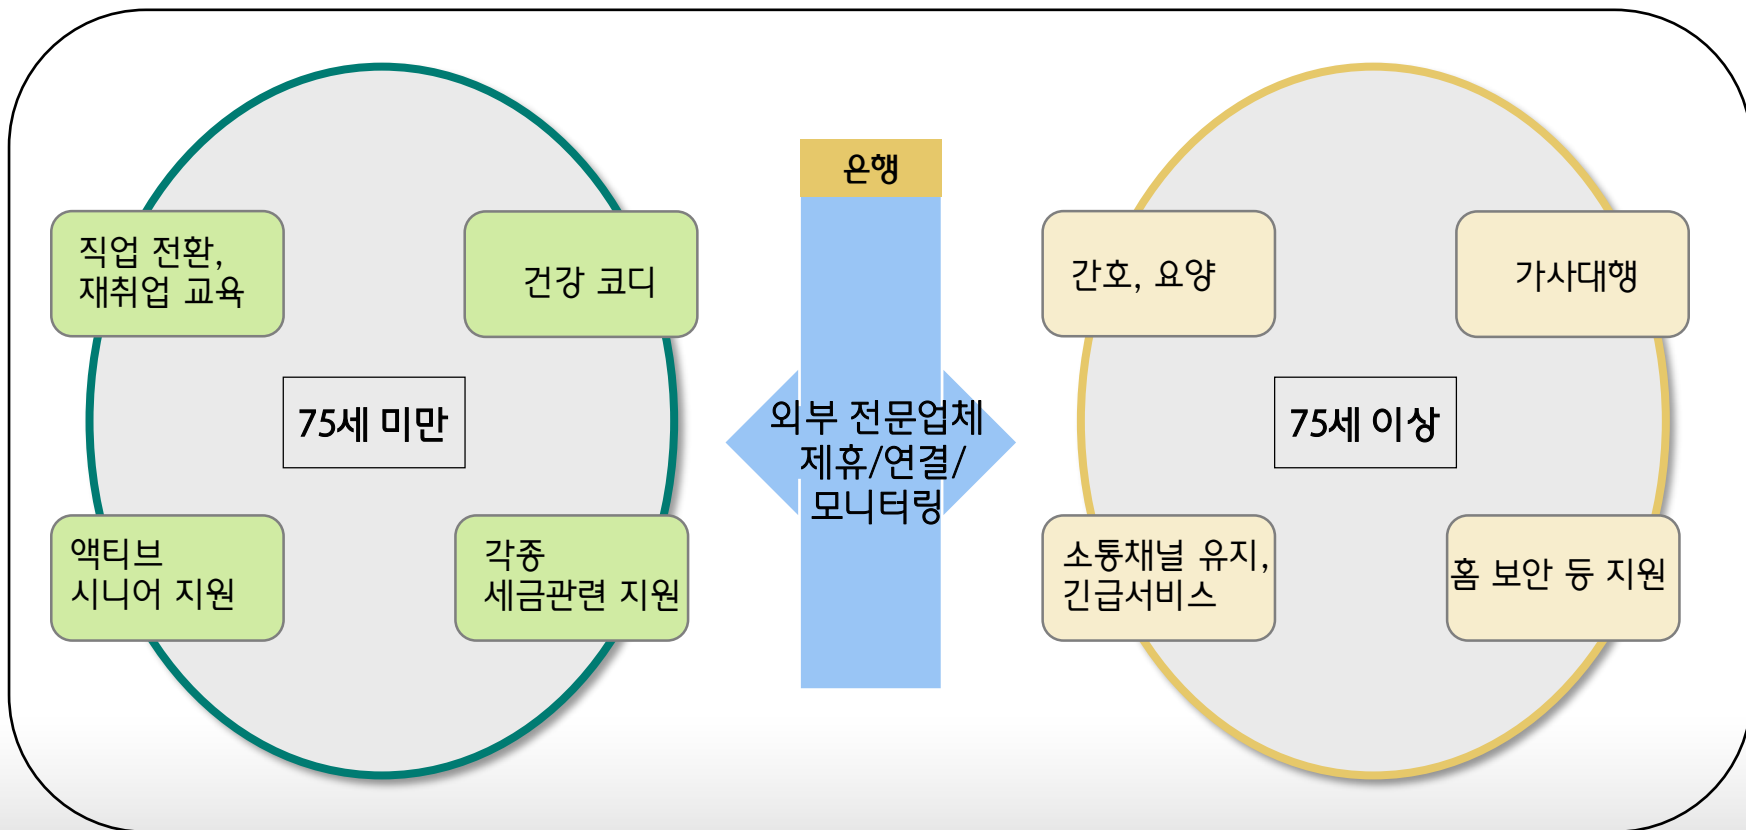 직업 전환,
재취업 교육
건강 코디
75세 미만
액티브
시니어 지원
각종
세금관련 지원
은행
외부 전문업체
제휴/연결/
모니터링
간호, 요양
가사대행
75세 이상
소통채널 유지,
긴급서비스
홈 보안 등 지원